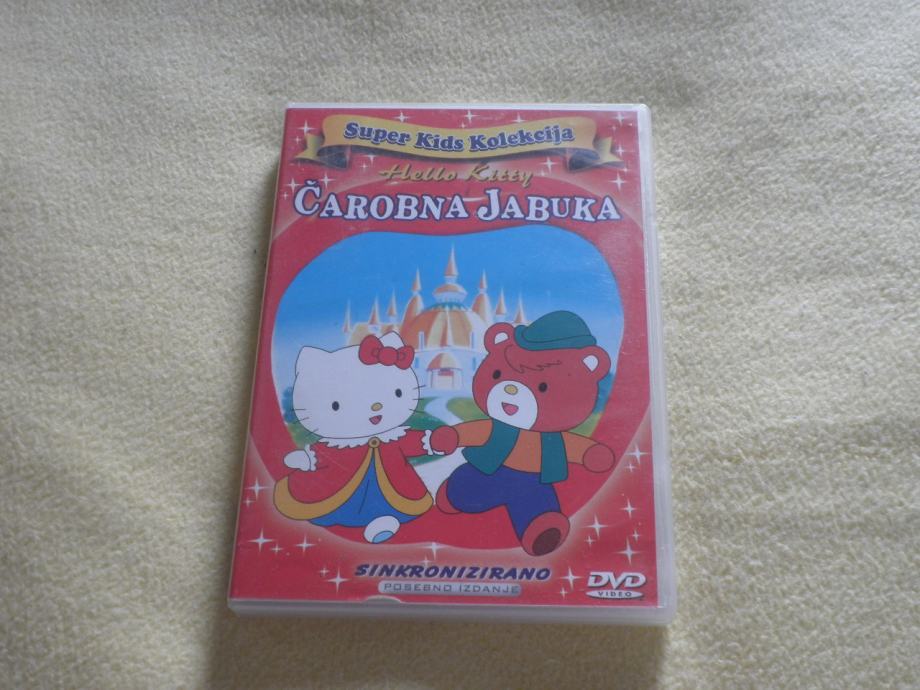 Super Kids Kolekcija
Hello Kitty
ČAROBNA JABUKA
SINKRONIZIRANO
POSEBNO IZDANJE
DVD
VIDEO